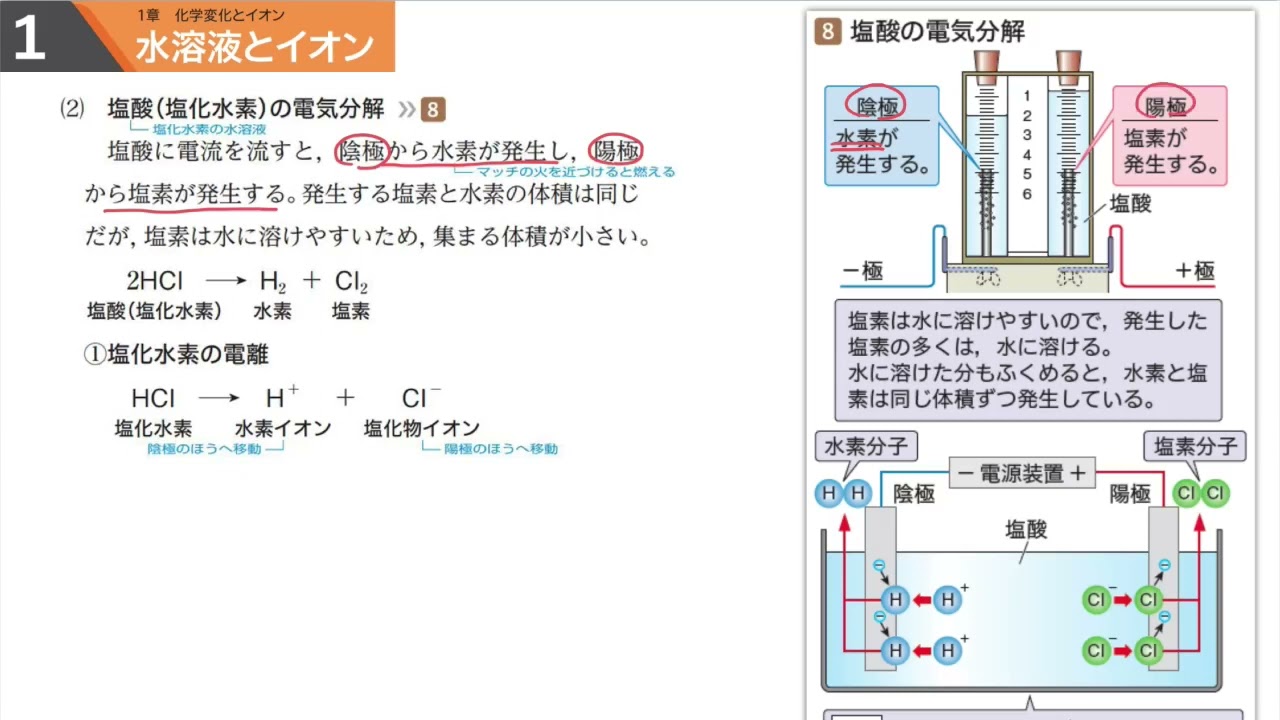 1
1章 化学変化とイオン
水溶液とイオン
(2) 塩酸(塩化水素)の電気分解 ≫8
塩化水素の水溶液
塩酸に電流を流すと，陰極から水素が発生し，陽極
マッチの火を近づけると燃える
から塩素が発生する。発生する塩素と水素の体積は同じ
だが，塩素は水に溶けやすいため，集まる体積が小さい。
2HCl → H₂ + Cl₂
塩酸(塩化水素) 水素 塩素
①塩化水素の電離
HCl → H⁺ + Cl⁻
塩化水素 水素イオン 塩化物イオン
陰極のほうへ移動 陽極のほうへ移動
8 塩酸の電気分解
陰極
水素が
発生する。
1
2
3
4
5
6
陽極
塩素が
発生する。
塩酸
－極 ＋極
塩素は水に溶けやすいので，発生した
塩素の多くは，水に溶ける。
水に溶けた分もふくめると，水素と塩
素は同じ体積ずつ発生している。
水素分子 塩素分子
－ 電源装置 ＋
H H 陰極 陽極 Cl Cl
塩酸
⊖ ⊖
H H⁺ Cl⁻ Cl
⊖ ⊖
H H⁺ Cl⁻ Cl